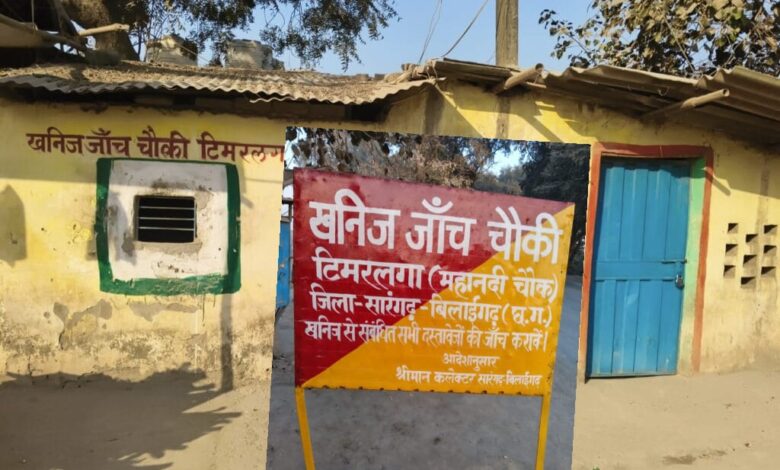 खनिज जाँच चौकी टिमरलगा
खनिज जाँच चौकी
टिमरलगा (महानदी चौक)
जिला-सारंगढ़-बिलाईगढ़ (छ.ग.)
खनिज से संबंधित सभी दस्तावेजों की जाँच करावें।
आदेशानुसार
श्रीमान कलेक्टर सारंगढ़-बिलाईगढ़